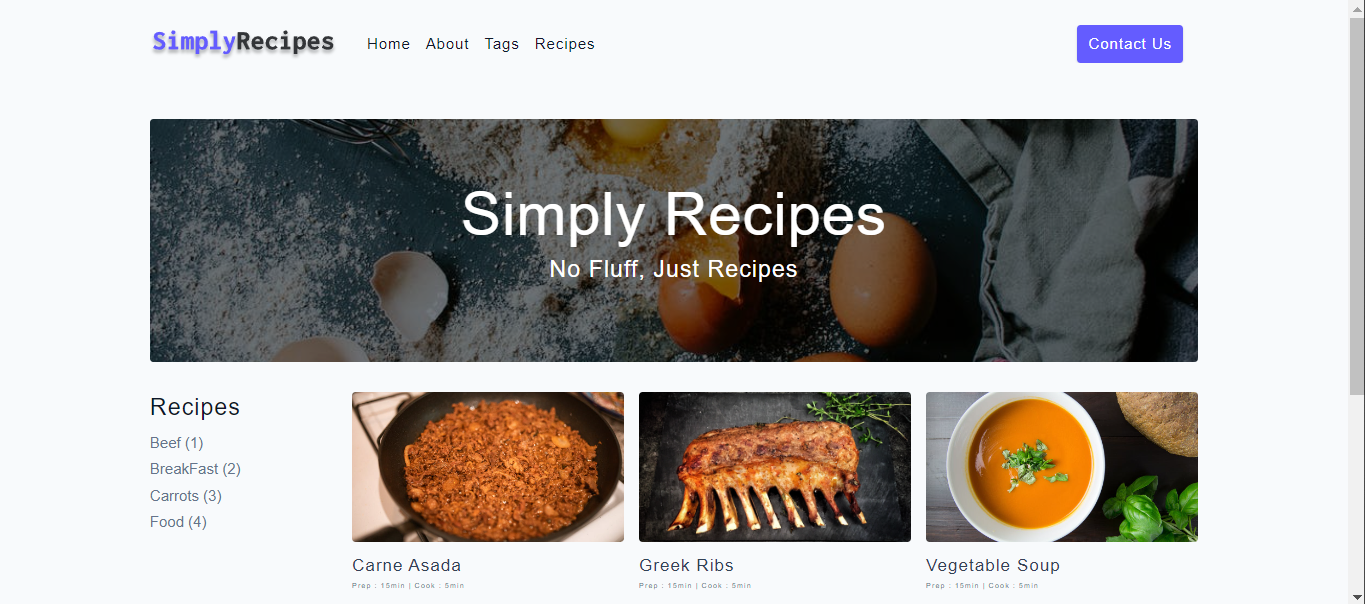 SimplyRecipes Home About Tags Recipes Contact Us
Simply Recipes
No Fluff, Just Recipes
Recipes
Beef (1)
BreakFast (2)
Carrots (3)
Food (4)
Carne Asada
Prep : 15min | Cook : 5min
Greek Ribs
Prep : 15min | Cook : 5min
Vegetable Soup
Prep : 15min | Cook : 5min